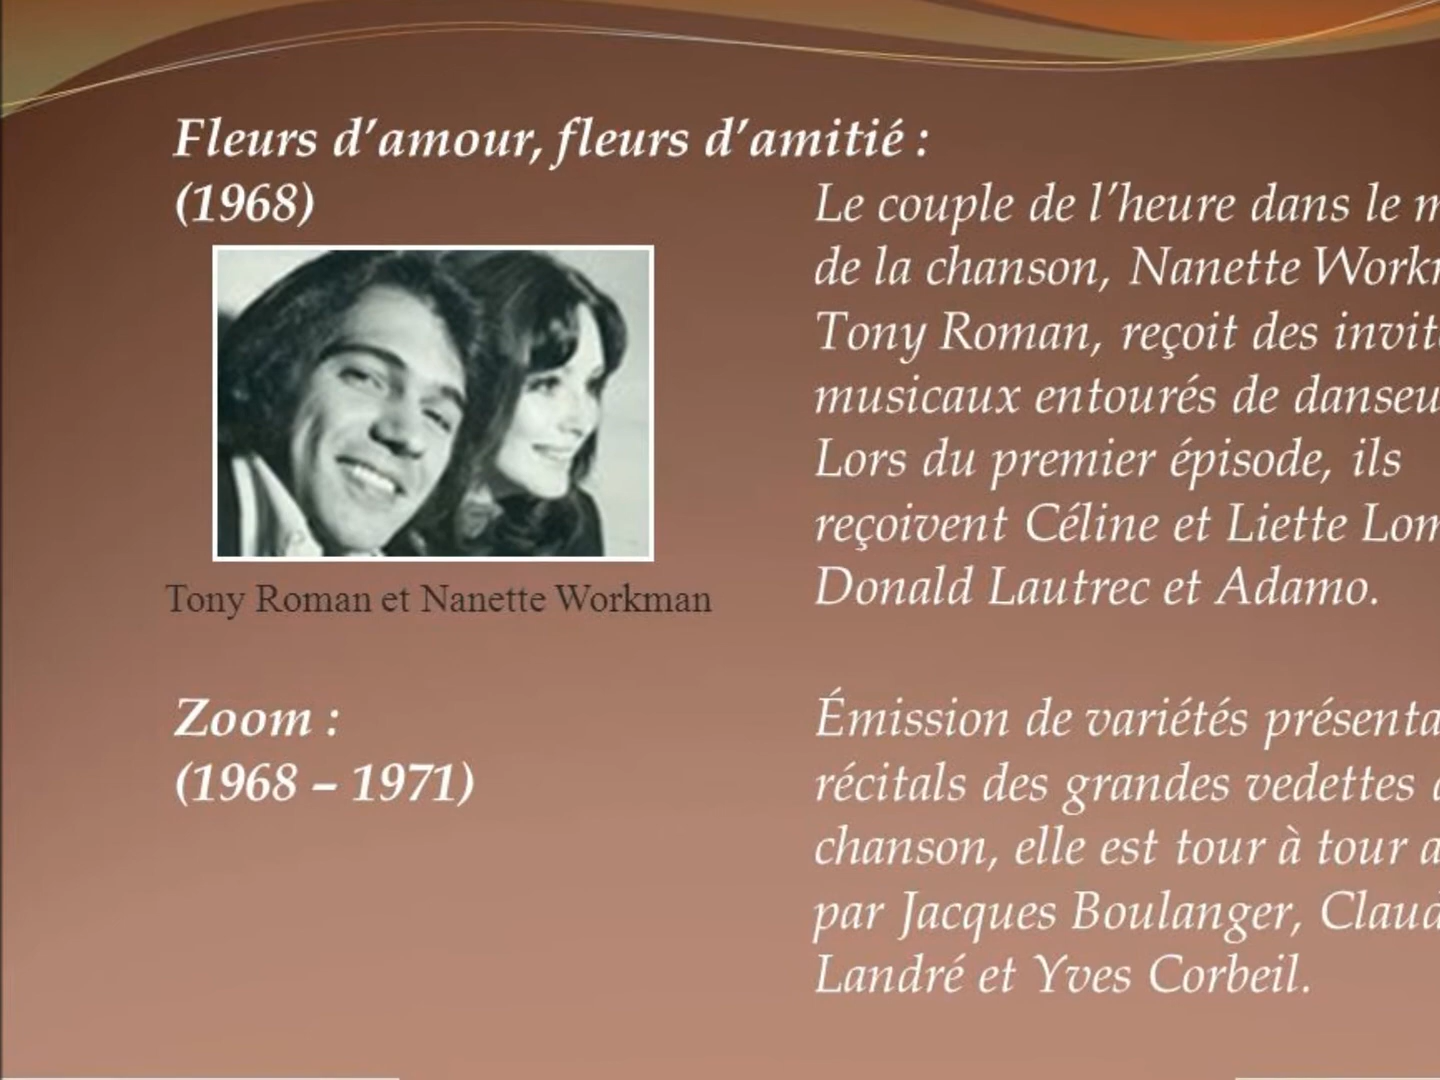 Fleurs d'amour, fleurs d'amitié :
(1968)
Tony Roman et Nanette Workman
Le couple de l'heure dans le
de la chanson, Nanette
Tony Roman, reçoit des
musicaux entourés de
Lors du premier épisode, ils
reçoivent Céline et Liette
Donald Lautrec et Adamo.
Zoom :
(1968 – 1971)
Émission de variétés
récitals des grandes vedettes
chanson, elle est tour à tour
par Jacques Boulanger,
Landré et Yves Corbeil.